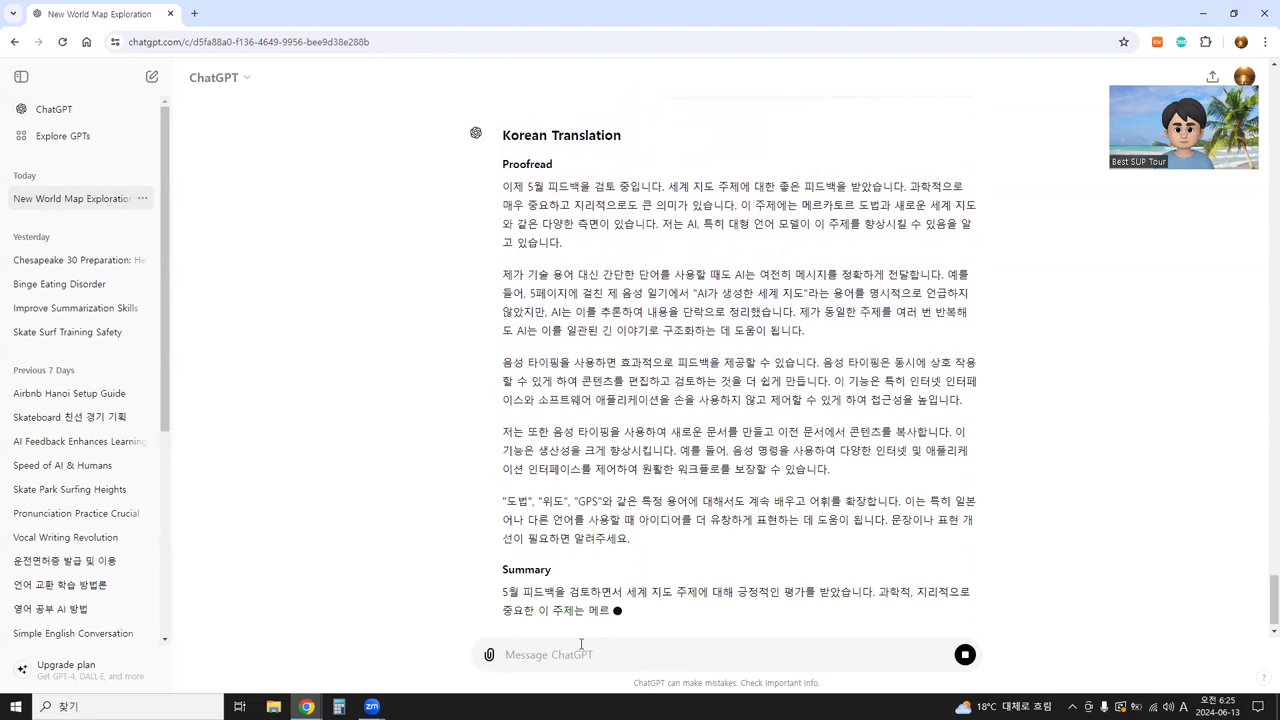 New World Map Exploration
chatgpt.com/c/d5fa88a0-f136-4649-9956-bee9d38e288b
ChatGPT
ChatGPT
Explore GPTs
Today
New World Map Exploration
Yesterday
Chesapeake 30 Preparation: He
Binge Eating Disorder
Improve Summarization Skills
Skate Surf Training Safety
Previous 7 Days
Airbnb Hanoi Setup Guide
Skateboard 친선 경기 기획
AI Feedback Enhances Learning
Speed of AI & Humans
Skate Park Surfing Heights
Pronunciation Practice Crucial
Vocal Writing Revolution
운전면허증 발급 및 이용
언어 교환 학습 방법론
영어 공부 AI 방법
Simple English Conversation
Upgrade plan
Get GPT-4, DALL·E, and more
Best SUP Tour
Korean Translation
Proofread
이제 5월 피드백을 검토 중입니다. 세계 지도 주제에 대한 좋은 피드백을 받았습니다. 과학적으로
매우 중요하고 지리적으로도 큰 의미가 있습니다. 이 주제에는 메르카토르 도법과 새로운 세계 지도
와 같은 다양한 측면이 있습니다. 저는 AI, 특히 대형 언어 모델이 이 주제를 향상시킬 수 있음을 알
고 있습니다.
제가 기술 용어 대신 간단한 단어를 사용할 때도 AI는 여전히 메시지를 정확하게 전달합니다. 예를
들어, 5페이지에 걸친 제 음성 일기에서 "AI가 생성한 세계 지도"라는 용어를 명시적으로 언급하지
않았지만, AI는 이를 추론하여 내용을 단락으로 정리했습니다. 제가 동일한 주제를 여러 번 반복해
도 AI는 이를 일관된 긴 이야기로 구조화하는 데 도움이 됩니다.
음성 타이핑을 사용하면 효과적으로 피드백을 제공할 수 있습니다. 음성 타이핑은 동시에 상호 작용
할 수 있게 하여 콘텐츠를 편집하고 검토하는 것을 더 쉽게 만듭니다. 이 기능은 특히 인터넷 인터페
이스와 소프트웨어 애플리케이션을 손을 사용하지 않고 제어할 수 있게 하여 접근성을 높입니다.
저는 또한 음성 타이핑을 사용하여 새로운 문서를 만들고 이전 문서에서 콘텐츠를 복사합니다. 이
기능은 생산성을 크게 향상시킵니다. 예를 들어, 음성 명령을 사용하여 다양한 인터넷 및 애플리케
이션 인터페이스를 제어하여 원활한 워크플로를 보장할 수 있습니다.
"도법", "위도", "GPS"와 같은 특정 용어에 대해서도 계속 배우고 어휘를 확장합니다. 이는 특히 일본
어나 다른 언어를 사용할 때 아이디어를 더 유창하게 표현하는 데 도움이 됩니다. 문장이나 표현 개
선이 필요하면 알려주세요.
Summary
5월 피드백을 검토하면서 세계 지도 주제에 대해 긍정적인 평가를 받았습니다. 과학적, 지리적으로
중요한 이 주제는 메르
Message ChatGPT
ChatGPT can make mistakes. Check important info.
찾기
18°C 대체로 흐림
A
오전 6:25
2024-06-13